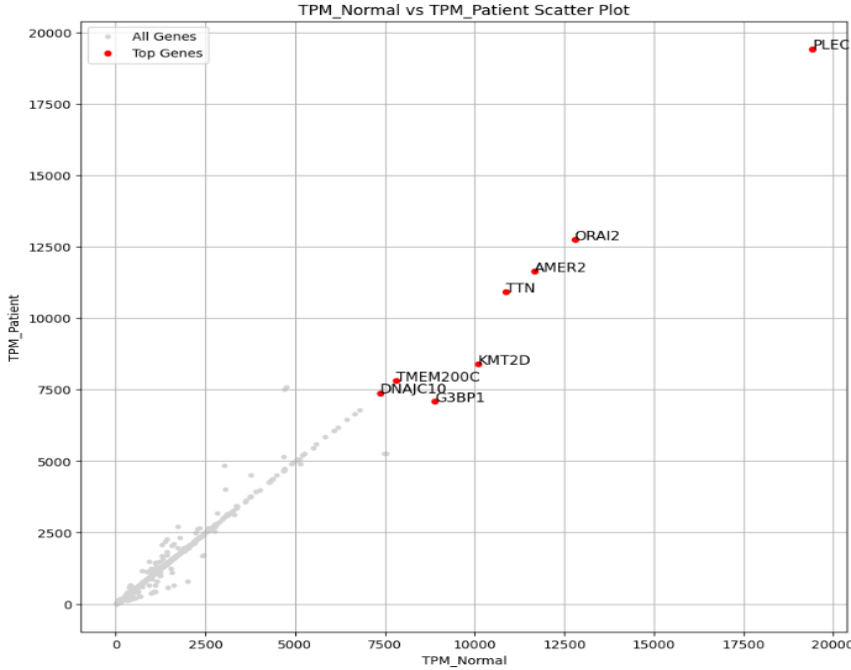 TPM_Normal vs TPM_Patient Scatter Plot
All Genes
Top Genes
PLEC
ORAI2
AMER2
TTN
KMT2D
TMEM200C
DNAJC10
G3BP1
TPM_Patient
20000
17500
15000
12500
10000
7500
5000
2500
0
0 2500 5000 7500 10000 12500 15000 17500 20000
TPM_Normal